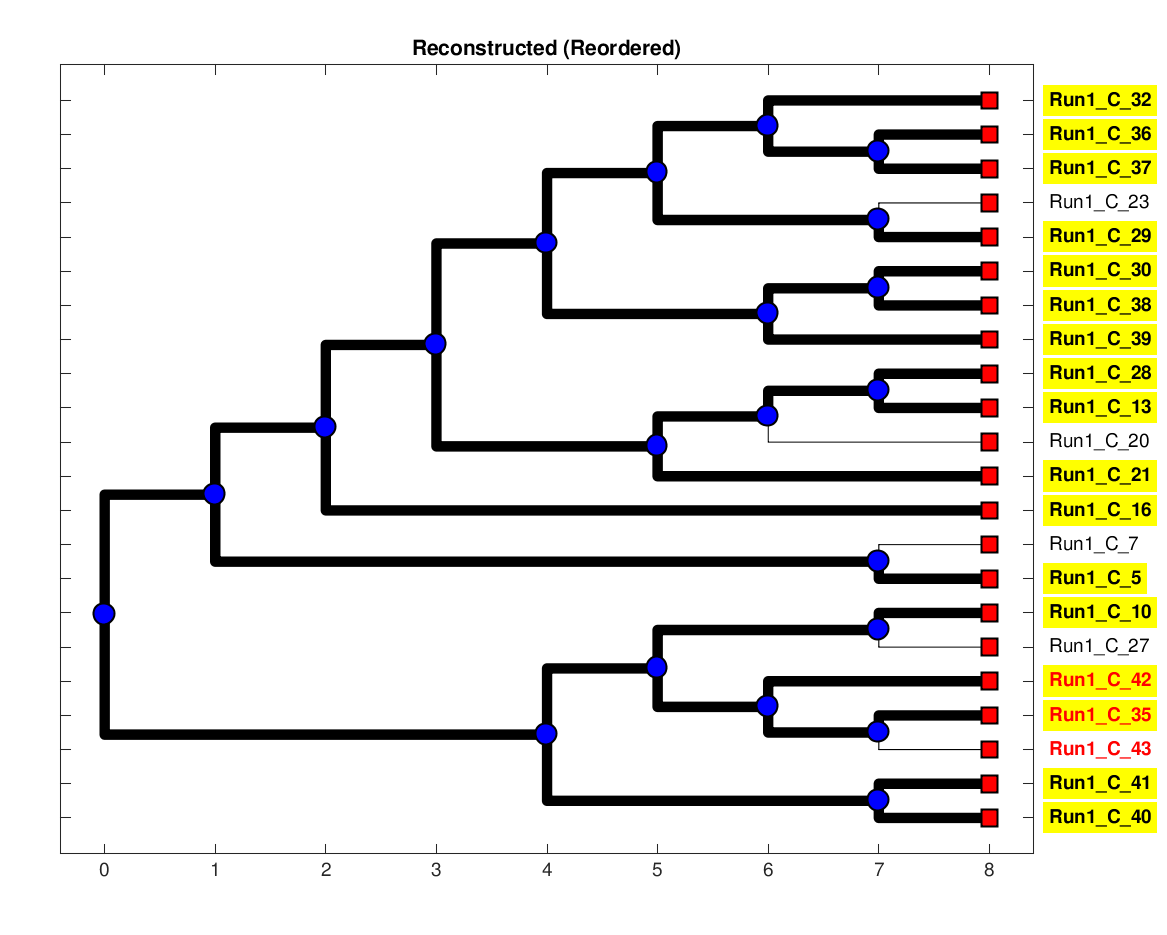 Reconstructed (Reordered)
Run1_C_32
Run1_C_36
Run1_C_37
Run1_C_23
Run1_C_29
Run1_C_30
Run1_C_38
Run1_C_39
Run1_C_28
Run1_C_13
Run1_C_20
Run1_C_21
Run1_C_16
Run1_C_7
Run1_C_5
Run1_C_10
Run1_C_27
Run1_C_42
Run1_C_35
Run1_C_43
Run1_C_41
Run1_C_40
0 1 2 3 4 5 6 7 8